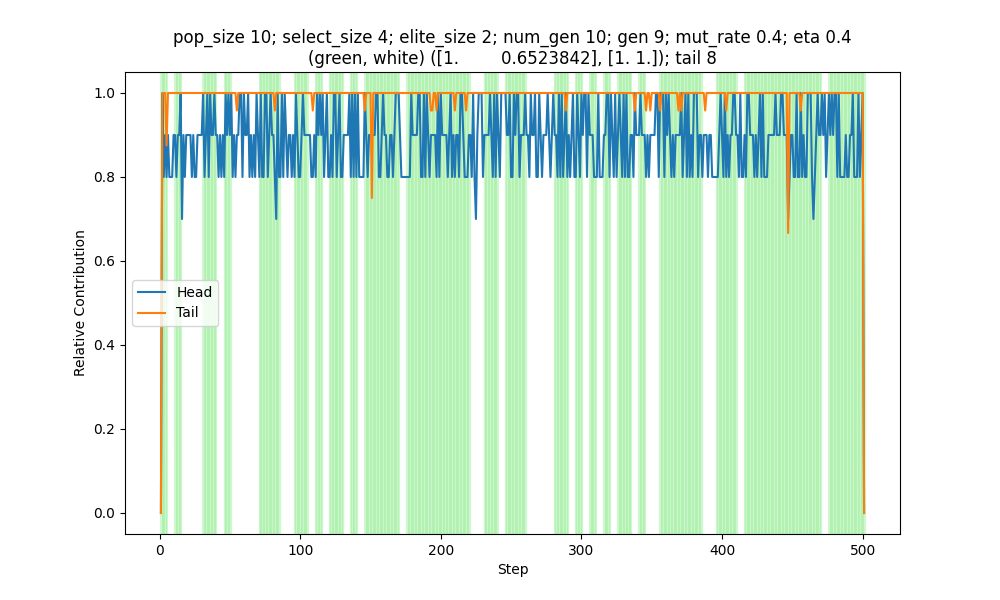 pop_size 10; select_size 4; elite_size 2; num_gen 10; gen 9; mut_rate 0.4; eta 0.4
(green, white) ([1.         0.6523842], [1. 1.]); tail 8
1.0
0.8
0.6
0.4
0.2
0.0
Relative Contribution
Head
Tail
0
100
200
300
400
500
Step